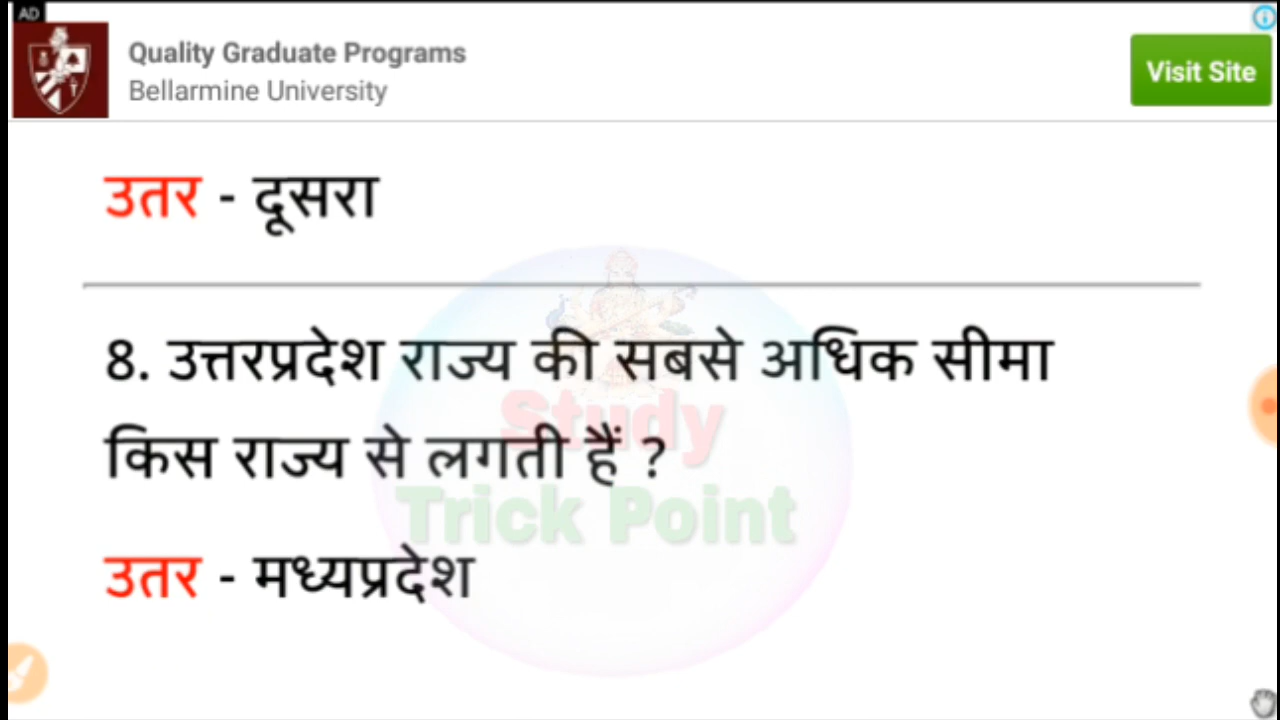 AD
Quality Graduate Programs
Bellarmine University
Visit Site
उतर - दूसरा
8. उत्तरप्रदेश राज्य की सबसे अधिक सीमा
किस राज्य से लगती हैं ?
Study
Trick Point
उतर - मध्यप्रदेश